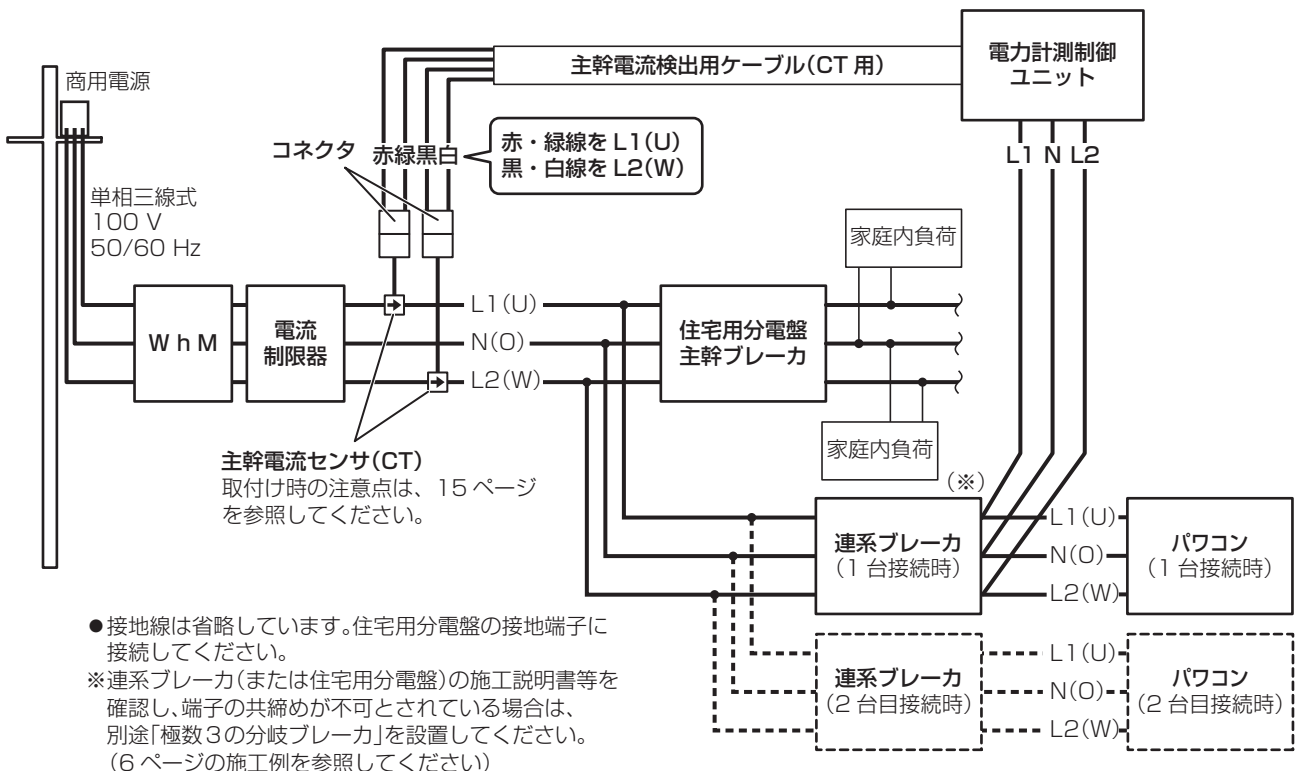 主幹電流検出用ケーブル(CT 用)
電力計測制御
ユニット
商用電源
コネクタ
赤緑黒白
赤・緑線を L1(U)
黒・白線を L2(W)
L1 N L2
単相三線式
100 V
50/60 Hz
家庭内負荷
W h M
電流
制限器
L1(U)
N(O)
L2(W)
住宅用分電盤
主幹ブレーカ
家庭内負荷
主幹電流センサ(CT)
取付け時の注意点は、15 ページ
を参照してください。
(※)
連系ブレーカ
(1 台接続時)
L1(U)
N(O)
L2(W)
パワコン
(1 台接続時)
連系ブレーカ
(2 台目接続時)
L1(U)
N(O)
L2(W)
パワコン
(2 台目接続時)
●接地線は省略しています。住宅用分電盤の接地端子に
接続してください。
※連系ブレーカ(または住宅用分電盤)の施工説明書等を
確認し、端子の共締めが不可とされている場合は、
別途「極数3の分岐ブレーカ」を設置してください。
(6 ページの施工例を参照してください)